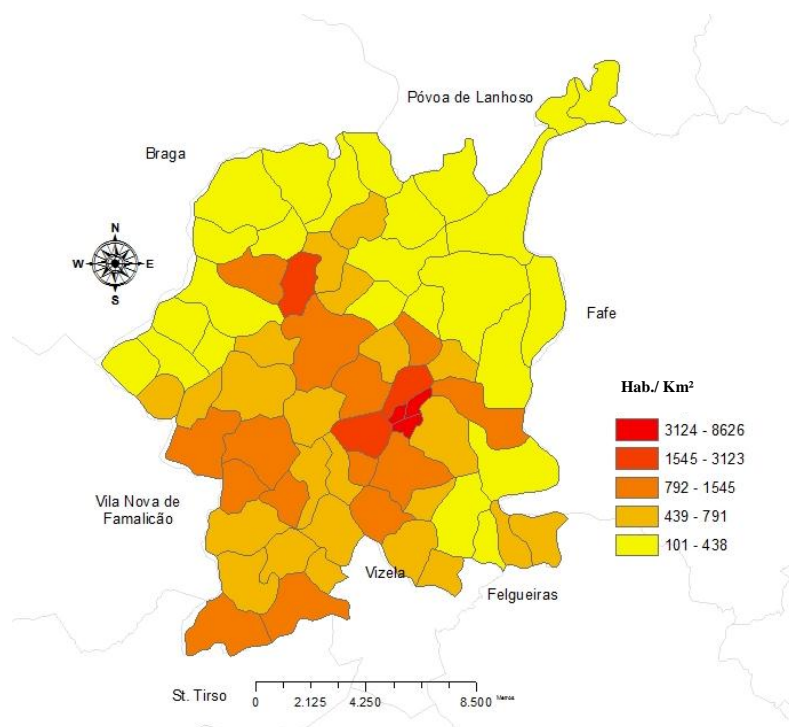 Póvoa de Lanhoso
Braga
N
W E
S
Fafe
Hab./ Km²
3124 - 8626
1545 - 3123
792 - 1545
439 - 791
101 - 438
Vila Nova de
Famalicão
Vizela
Felgueiras
St. Tirso
0 2.125 4.250 8.500 Metros